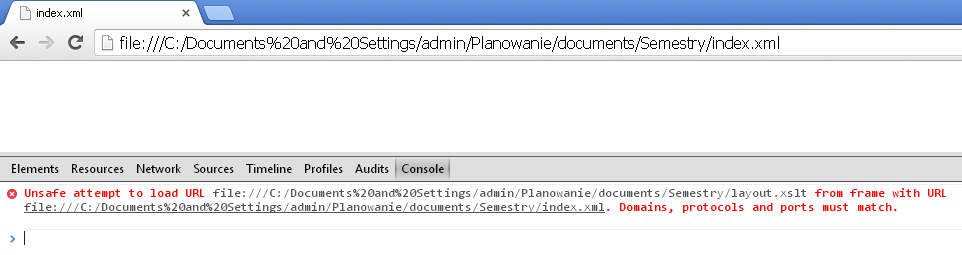 index.xml
file:///C:/Documents%20and%20Settings/admin/Planowanie/documents/Semestry/index.xml
Elements Resources Network Sources Timeline Profiles Audits Console
Unsafe attempt to load URL file:///C:/Documents%20and%20Settings/admin/Planowanie/documents/Semestry/layout.xslt from frame with URL
file:///C:/Documents%20and%20Settings/admin/Planowanie/documents/Semestry/index.xml. Domains, protocols and ports must match.